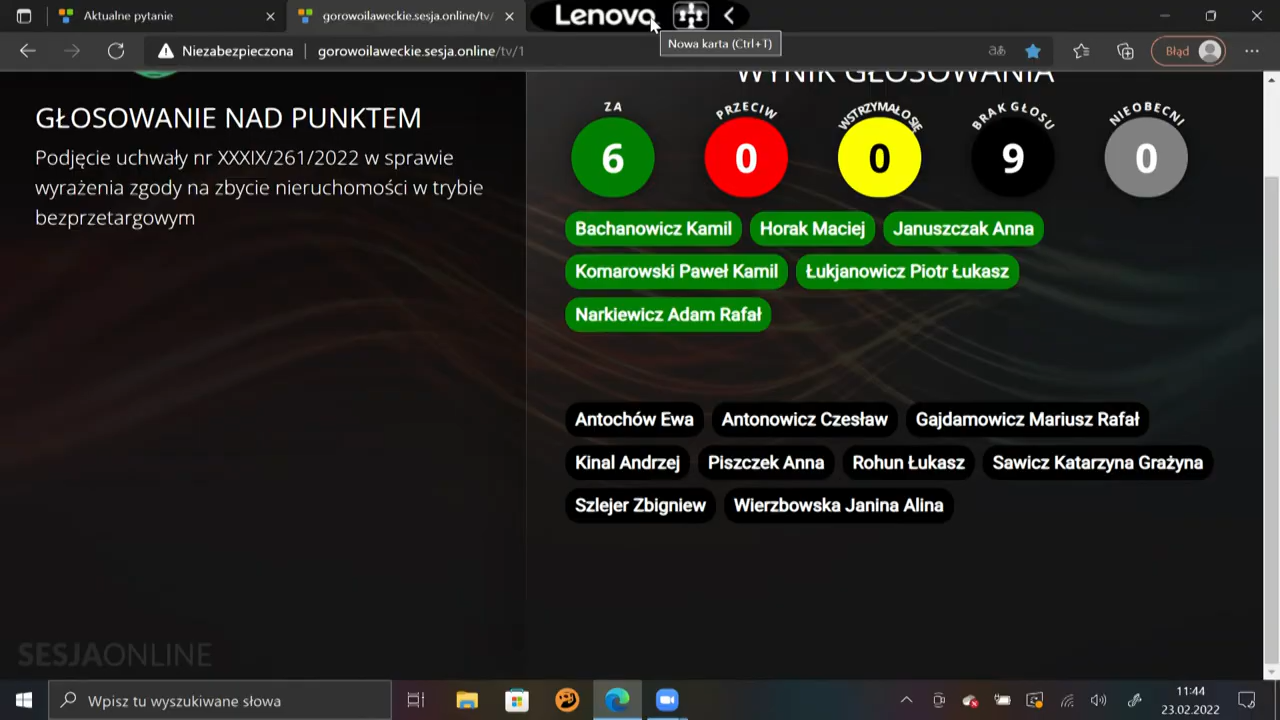 Aktualne pytanie
gorowoilaweckie.sesja.online/tv/
Lenovo
Niezabezpieczona
gorowoilaweckie.sesja.online/tv/1
Nowa karta (Ctrl+T)
Błąd
WYNIK GŁOSOWANIA
GŁOSOWANIE NAD PUNKTEM
Podjęcie uchwały nr XXXIX/261/2022 w sprawie
wyrażenia zgody na zbycie nieruchomości w trybie
bezprzetargowym
ZA
PRZECIW
WSTRZYMAŁO SIĘ
BRAK GŁOSU
NIEOBECNI
6
0
0
9
0
Bachanowicz Kamil
Horak Maciej
Januszczak Anna
Komarowski Paweł Kamil
Łukjanowicz Piotr Łukasz
Narkiewicz Adam Rafał
Antochów Ewa
Antonowicz Czesław
Gajdamowicz Mariusz Rafał
Kinal Andrzej
Piszczek Anna
Rohun Łukasz
Sawicz Katarzyna Grażyna
Szlejer Zbigniew
Wierzbowska Janina Alina
SESJAONLINE
Wpisz tu wyszukiwane słowa
11:44
23.02.2022